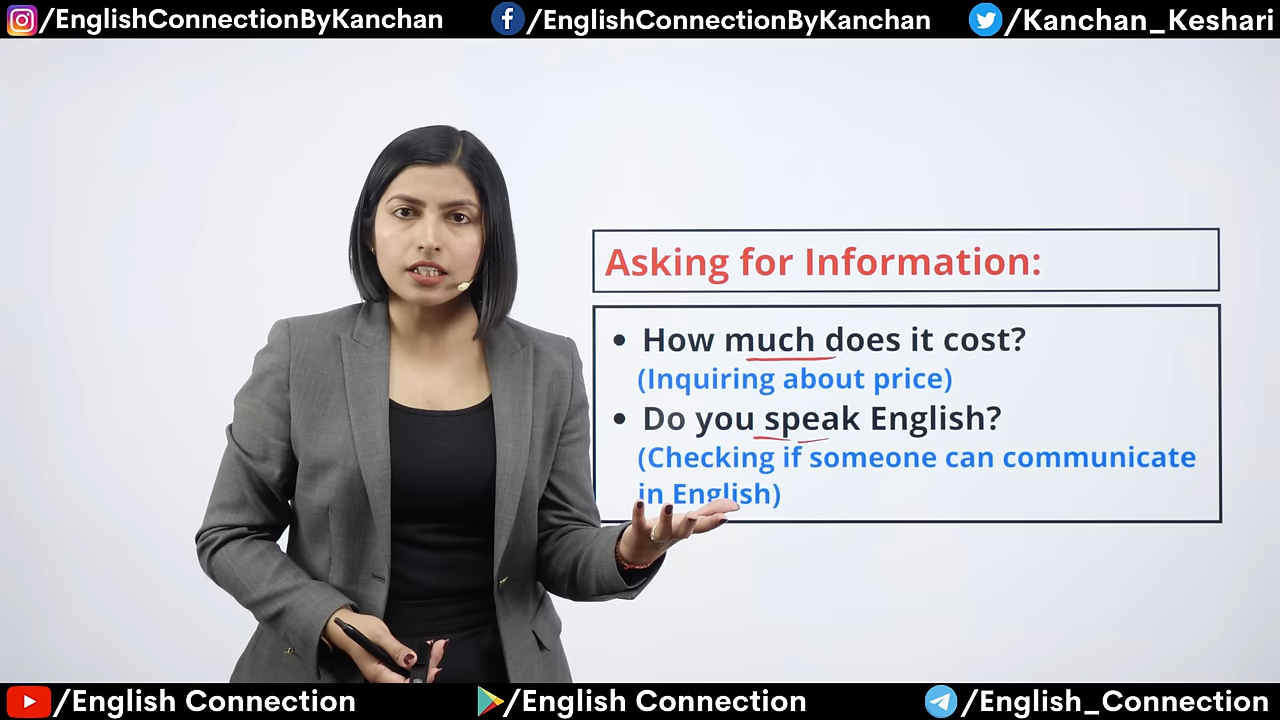 /EnglishConnectionByKanchan
/EnglishConnectionByKanchan
/Kanchan_Keshari
Asking for Information:
• How much does it cost?
(Inquiring about price)
• Do you speak English?
(Checking if someone can communicate
in English)
/English Connection
/English Connection
/English_Connection